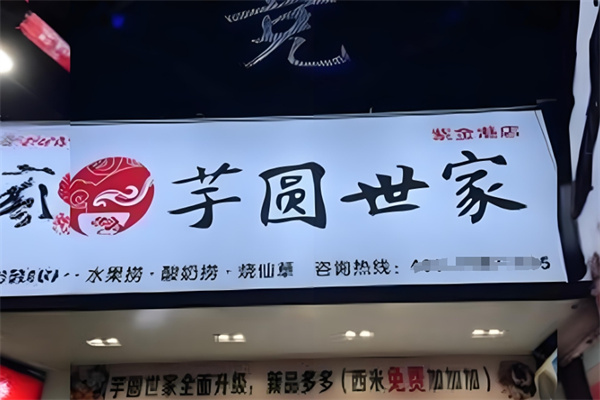 紫金港店
芋圆世家
水果捞·酸奶捞·烧仙草 咨询热线：
芋圆世家全面升级，臻品多多（西米免费加加加）